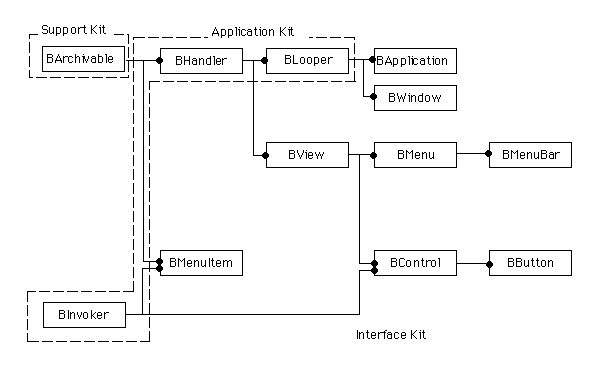 Support Kit
Application Kit
BArchivable
BHandler
BLooper
BApplication
BWindow
BView
BMenu
BMenuBar
BMenuItem
BControl
BButton
BInvoker
Interface Kit